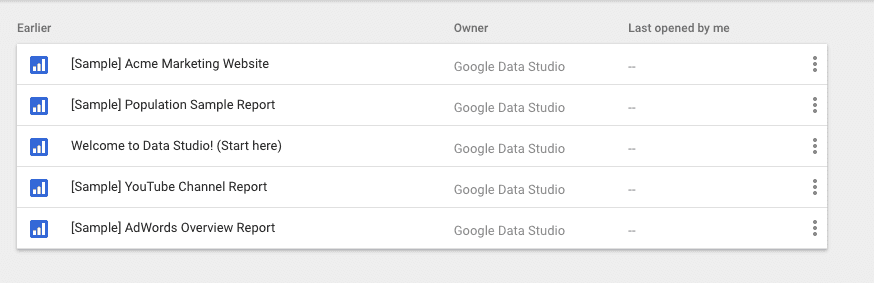 Earlier Owner Last opened by me
[Sample] Acme Marketing Website Google Data Studio --
[Sample] Population Sample Report Google Data Studio --
Welcome to Data Studio! (Start here) Google Data Studio --
[Sample] YouTube Channel Report Google Data Studio --
[Sample] AdWords Overview Report Google Data Studio --